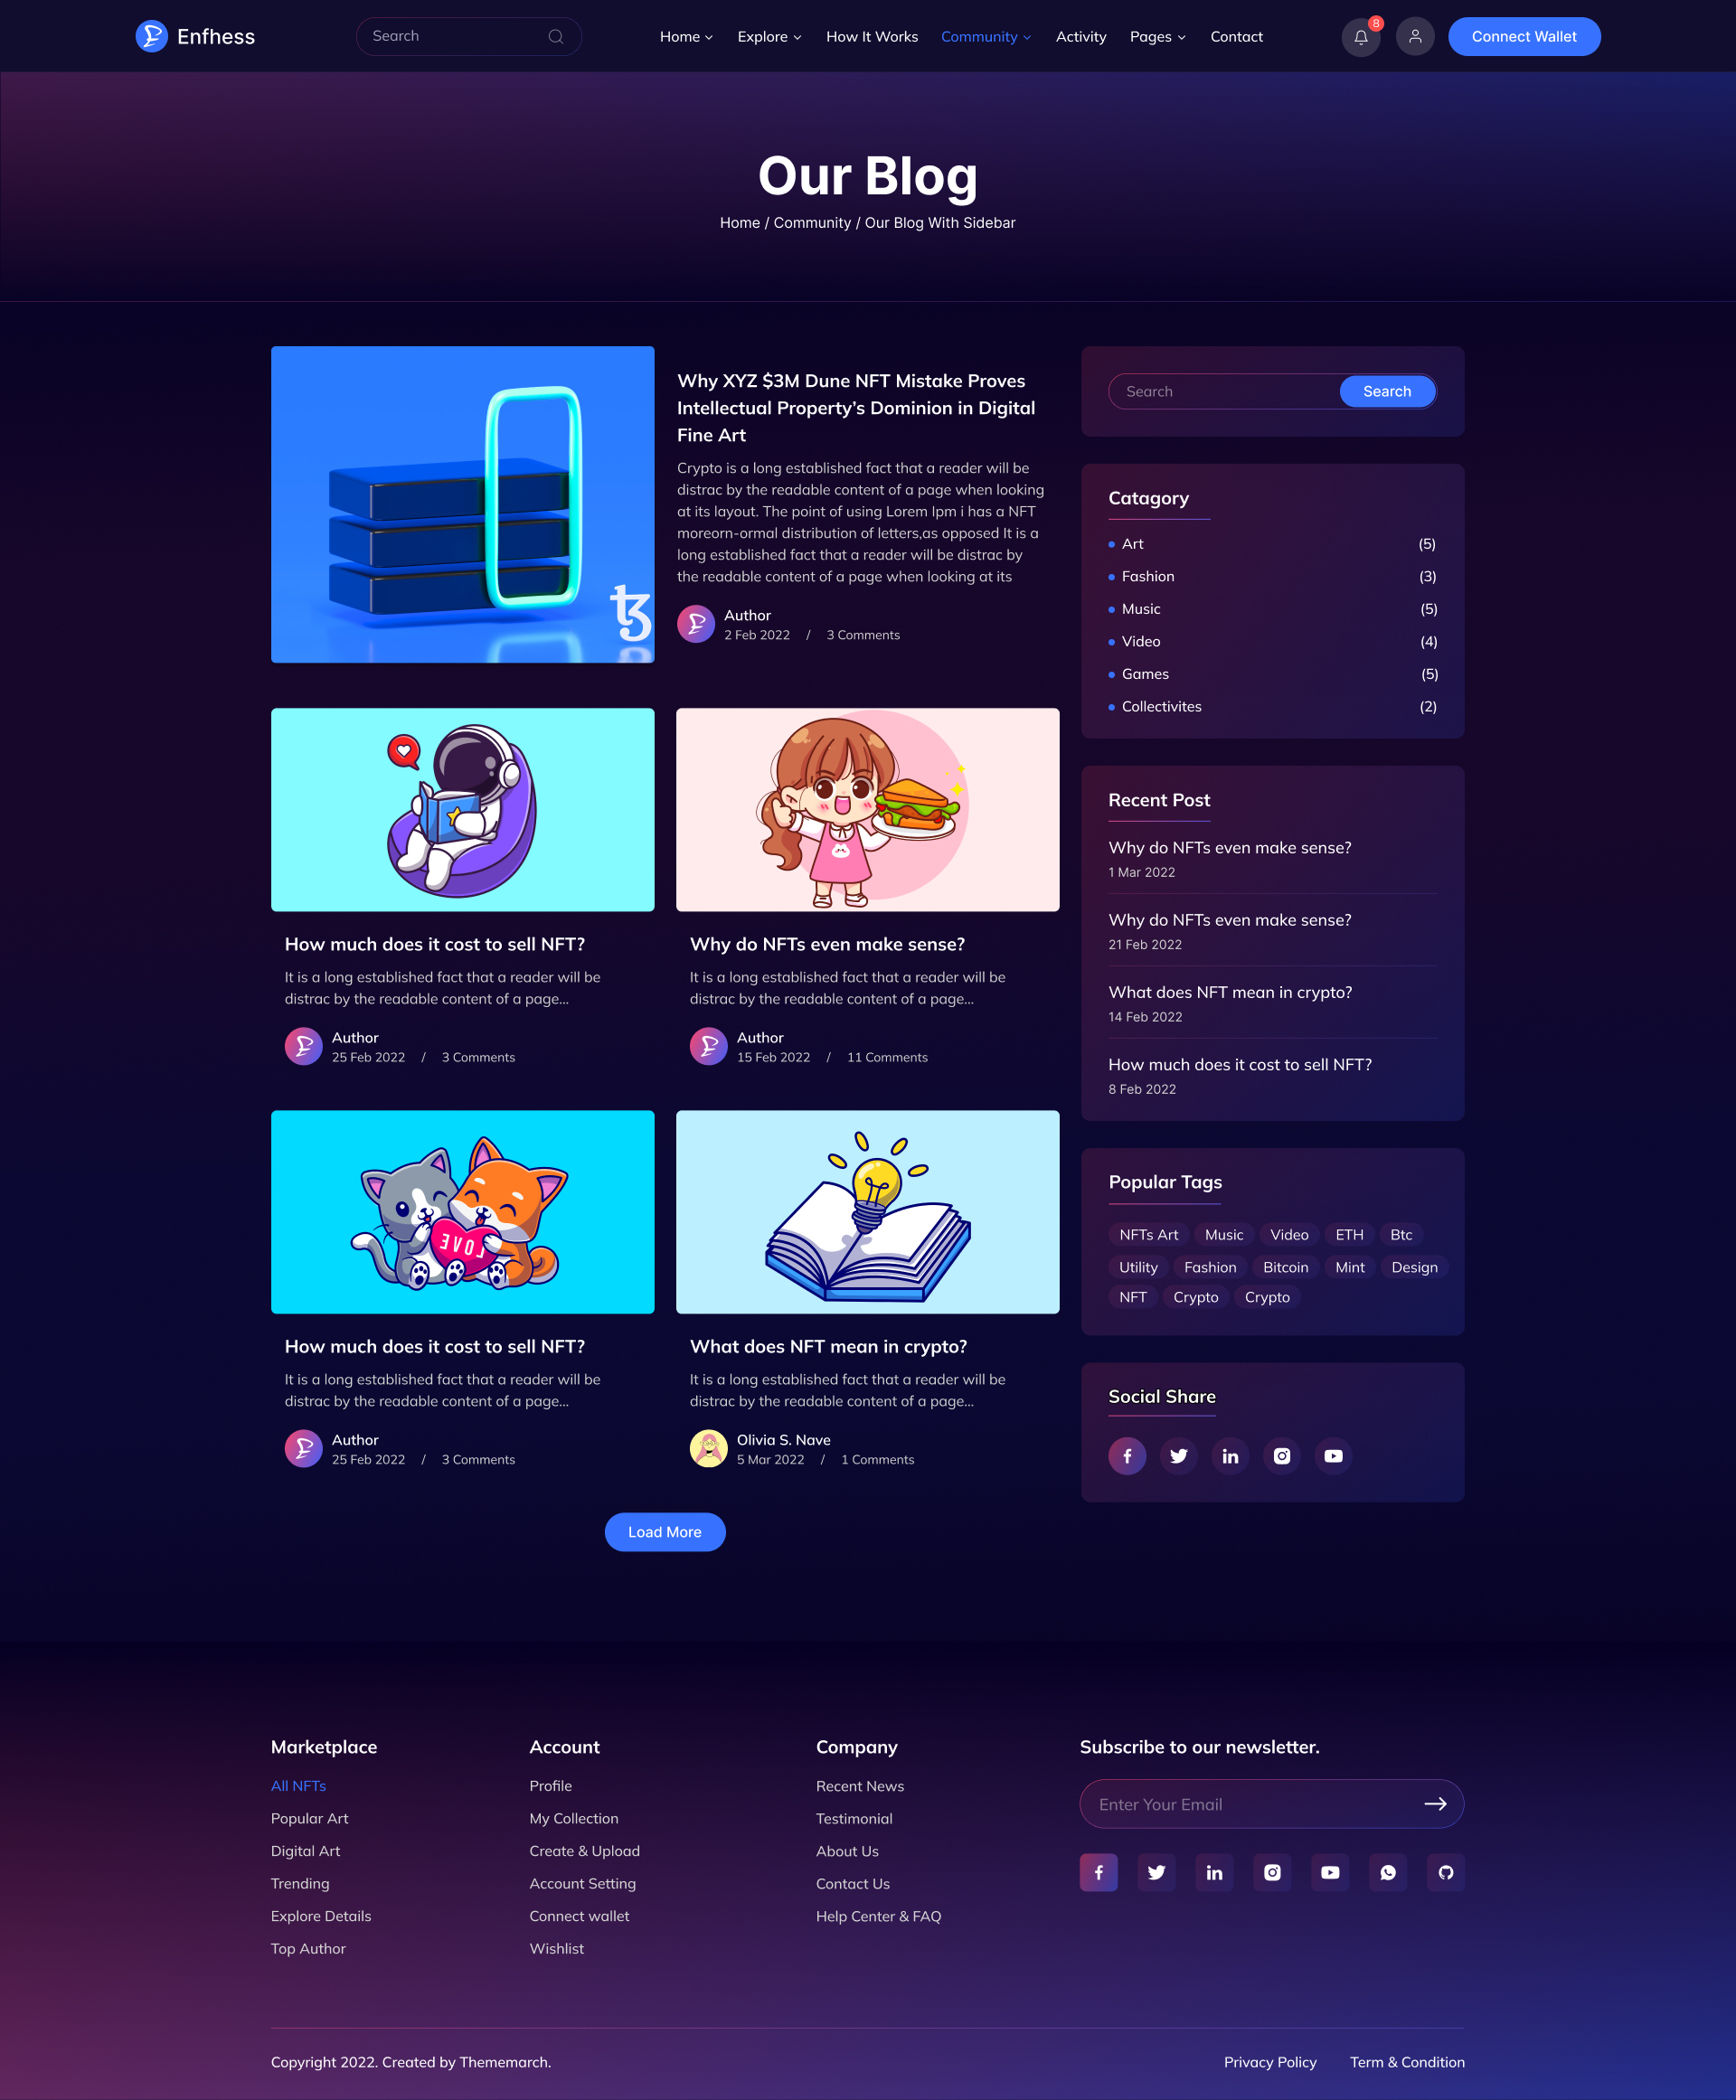 Enfhess
Search
Home
Explore
How It Works
Community
Activity
Pages
Contact
8
Connect Wallet
Our Blog
Home / Community / Our Blog With Sidebar
Why XYZ $3M Dune NFT Mistake Proves
Intellectual Property’s Dominion in Digital
Fine Art
Crypto is a long established fact that a reader will be
distrac by the readable content of a page when looking
at its layout. The point of using Lorem Ipm i has a NFT
moreorn-ormal distribution of letters,as opposed It is a
long established fact that a reader will be distrac by
the readable content of a page when looking at its
Author
2 Feb 2022 / 3 Comments
How much does it cost to sell NFT?
It is a long established fact that a reader will be
distrac by the readable content of a page...
Author
25 Feb 2022 / 3 Comments
Why do NFTs even make sense?
It is a long established fact that a reader will be
distrac by the readable content of a page...
Author
15 Feb 2022 / 11 Comments
LOVE
How much does it cost to sell NFT?
It is a long established fact that a reader will be
distrac by the readable content of a page...
Author
25 Feb 2022 / 3 Comments
What does NFT mean in crypto?
It is a long established fact that a reader will be
distrac by the readable content of a page...
Olivia S. Nave
5 Mar 2022 / 1 Comments
Load More
Search
Search
Catagory
Art (5)
Fashion (3)
Music (5)
Video (4)
Games (5)
Collectivites (2)
Recent Post
Why do NFTs even make sense?
1 Mar 2022
Why do NFTs even make sense?
21 Feb 2022
What does NFT mean in crypto?
14 Feb 2022
How much does it cost to sell NFT?
8 Feb 2022
Popular Tags
NFTs Art Music Video ETH Btc
Utility Fashion Bitcoin Mint Design
NFT Crypto Crypto
Social Share
Marketplace
All NFTs
Popular Art
Digital Art
Trending
Explore Details
Top Author
Account
Profile
My Collection
Create & Upload
Account Setting
Connect wallet
Wishlist
Company
Recent News
Testimonial
About Us
Contact Us
Help Center & FAQ
Subscribe to our newsletter.
Enter Your Email
Copyright 2022. Created by Thememarch.
Privacy Policy
Term & Condition